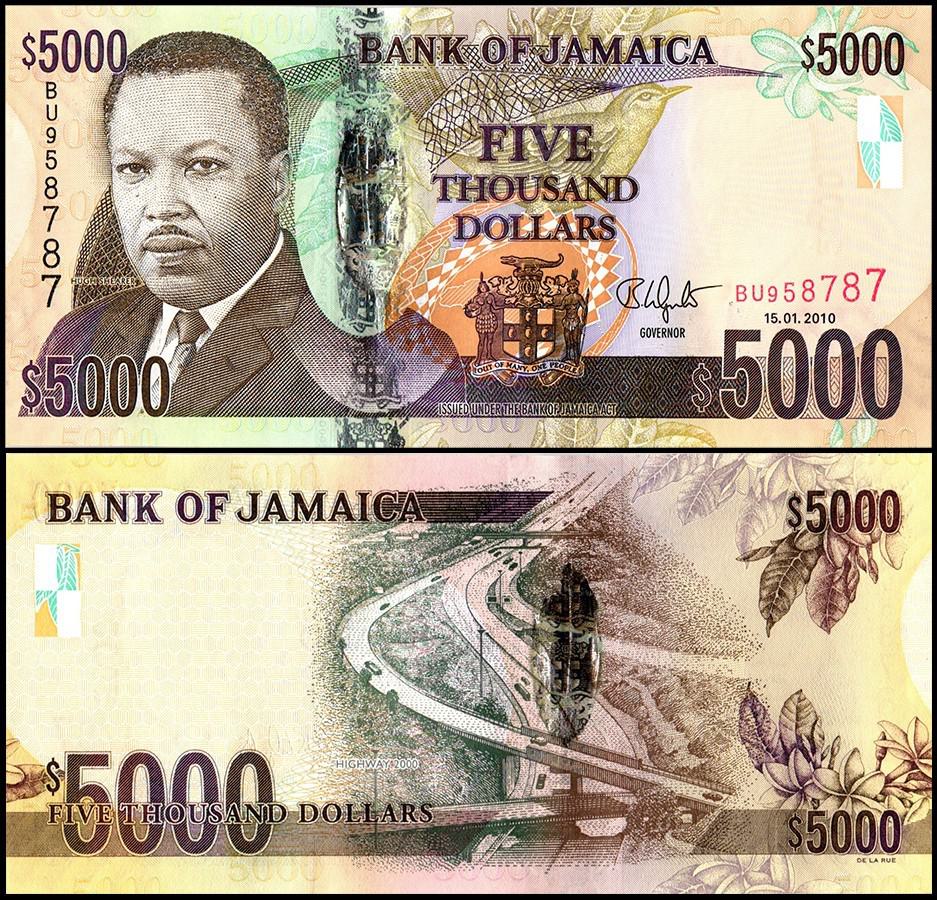 $5000
BANK OF JAMAICA
$5000
BU958787
FIVE
THOUSAND
DOLLARS
HUGH SHEARER
GOVERNOR
BU958787
15.01.2010
OUT OF MANY, ONE PEOPLE
$5000
ISSUED UNDER THE BANK OF JAMAICA ACT
$5000
BANK OF JAMAICA
$5000
HIGHWAY 2000
$5000
FIVE THOUSAND DOLLARS
$5000
DE LA RUE